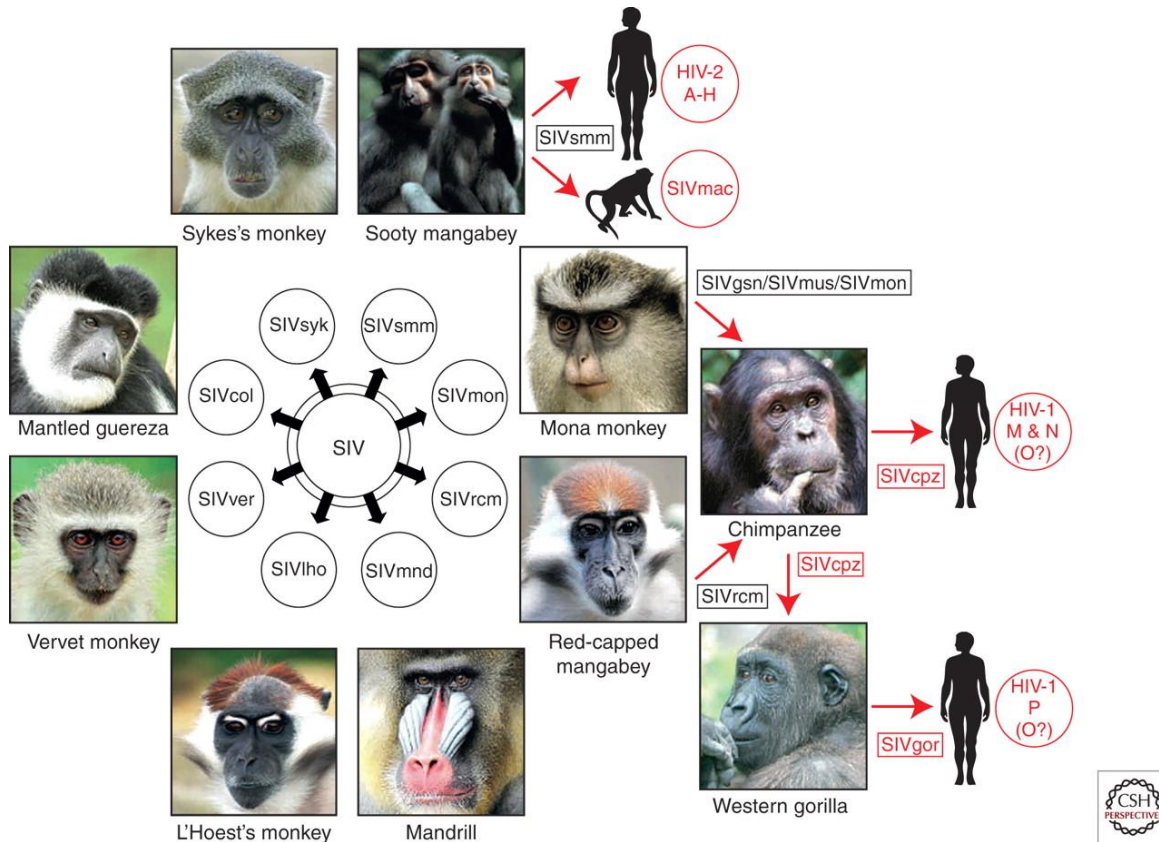 HIV-2
A-H
SIVsmm
SIVmac
Sykes's monkey
Sooty mangabey
SIVgsn/SIVmus/SIVmon
SIVsyk
SIVsmm
SIVcol
SIVmon
Mantled guereza
Mona monkey
SIV
HIV-1
M & N
(O?)
SIVcpz
SIVver
SIVrcm
Chimpanzee
SIVlho
SIVmnd
SIVcpz
SIVrcm
Vervet monkey
Red-capped
mangabey
HIV-1
P
(O?)
SIVgor
Western gorilla
L'Hoest's monkey
Mandrill
CSH
PERSPECTIVES